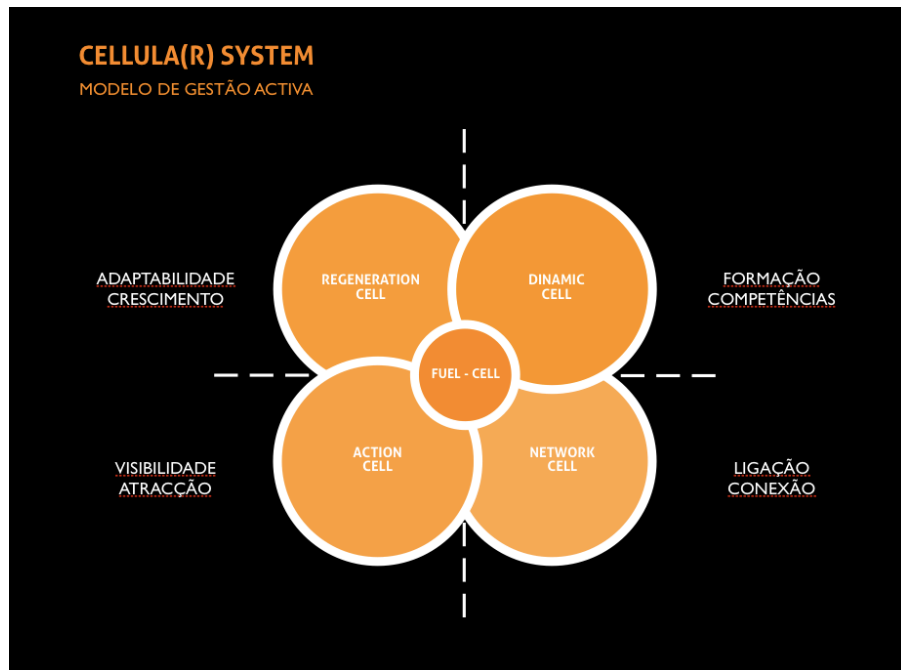 CELLULA(R) SYSTEM
MODELO DE GESTÃO ACTIVA
ADAPTABILIDADE
CRESCIMENTO
REGENERATION
CELL
DINAMIC
CELL
FORMAÇÃO
COMPETÊNCIAS
FUEL - CELL
VISIBILIDADE
ATRACÇÃO
ACTION
CELL
NETWORK
CELL
LIGAÇÃO
CONEXÃO